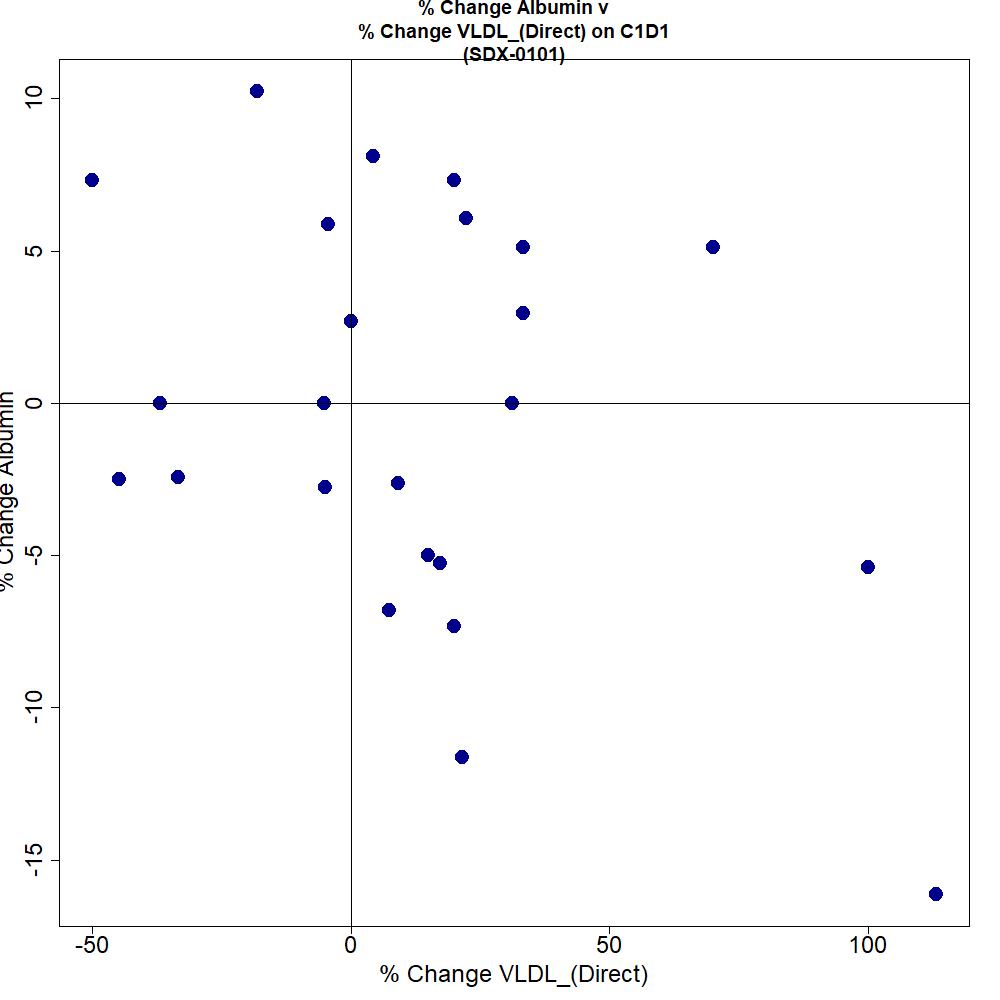 % Change Albumin v
% Change VLDL_(Direct) on C1D1
(SDX-0101)
% Change Albumin
10
5
0
-5
-10
-15
-50
0
50
100
% Change VLDL_(Direct)